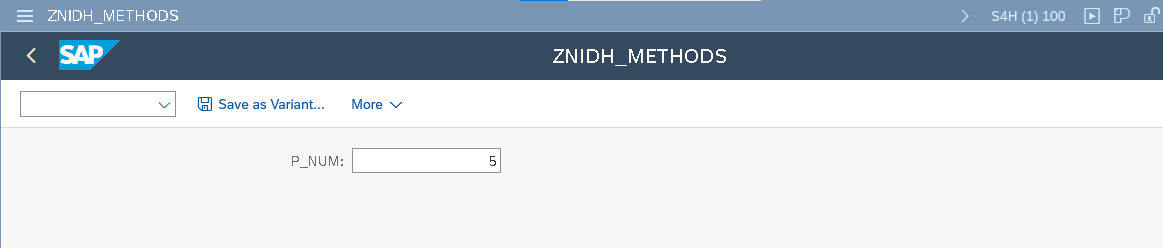 ZNIDH_METHODS
S4H (1) 100
SAP
ZNIDH_METHODS
Save as Variant... More
P_NUM: 5